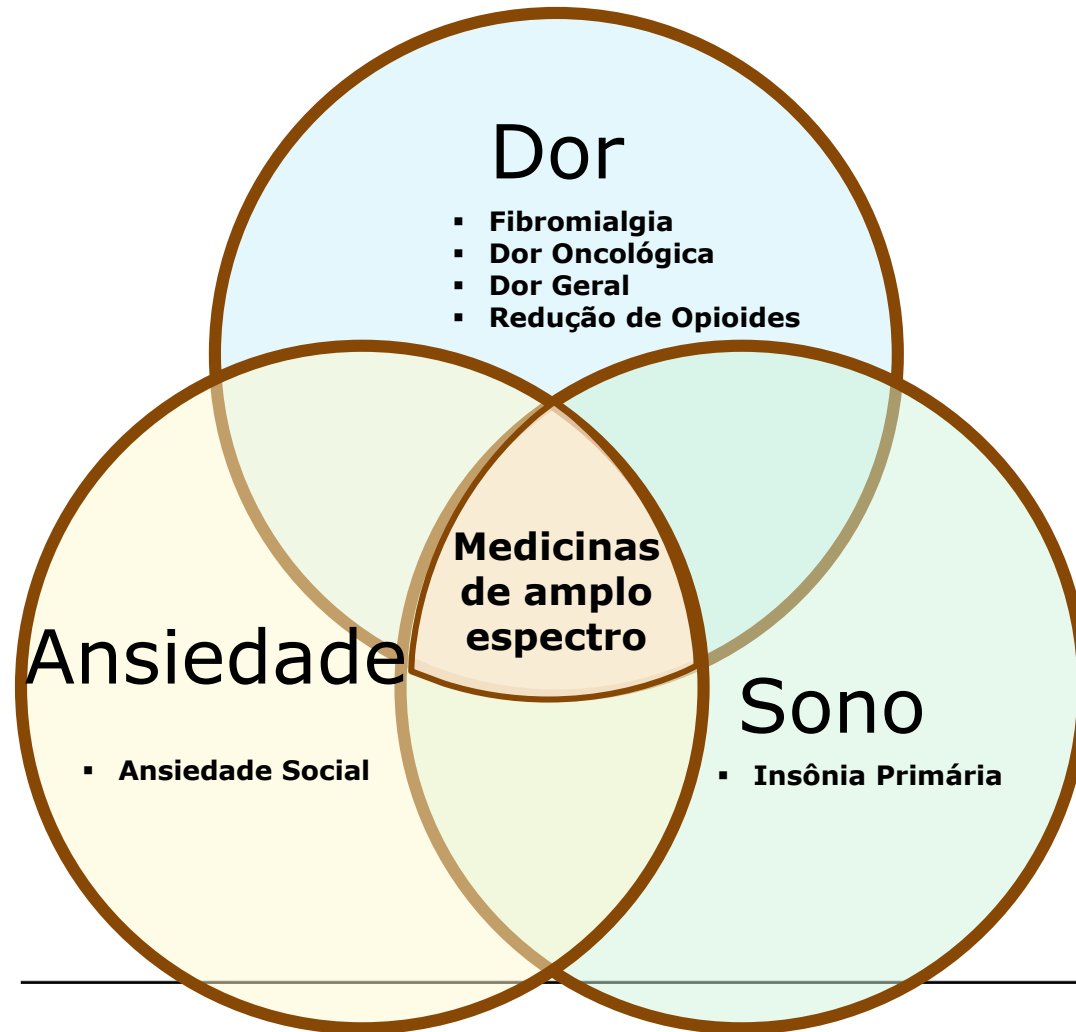 Dor
▪ Fibromialgia
▪ Dor Oncológica
▪ Dor Geral
▪ Redução de Opioides
Medicinas
de amplo
espectro
Ansiedade
▪ Ansiedade Social
Sono
▪ Insônia Primária